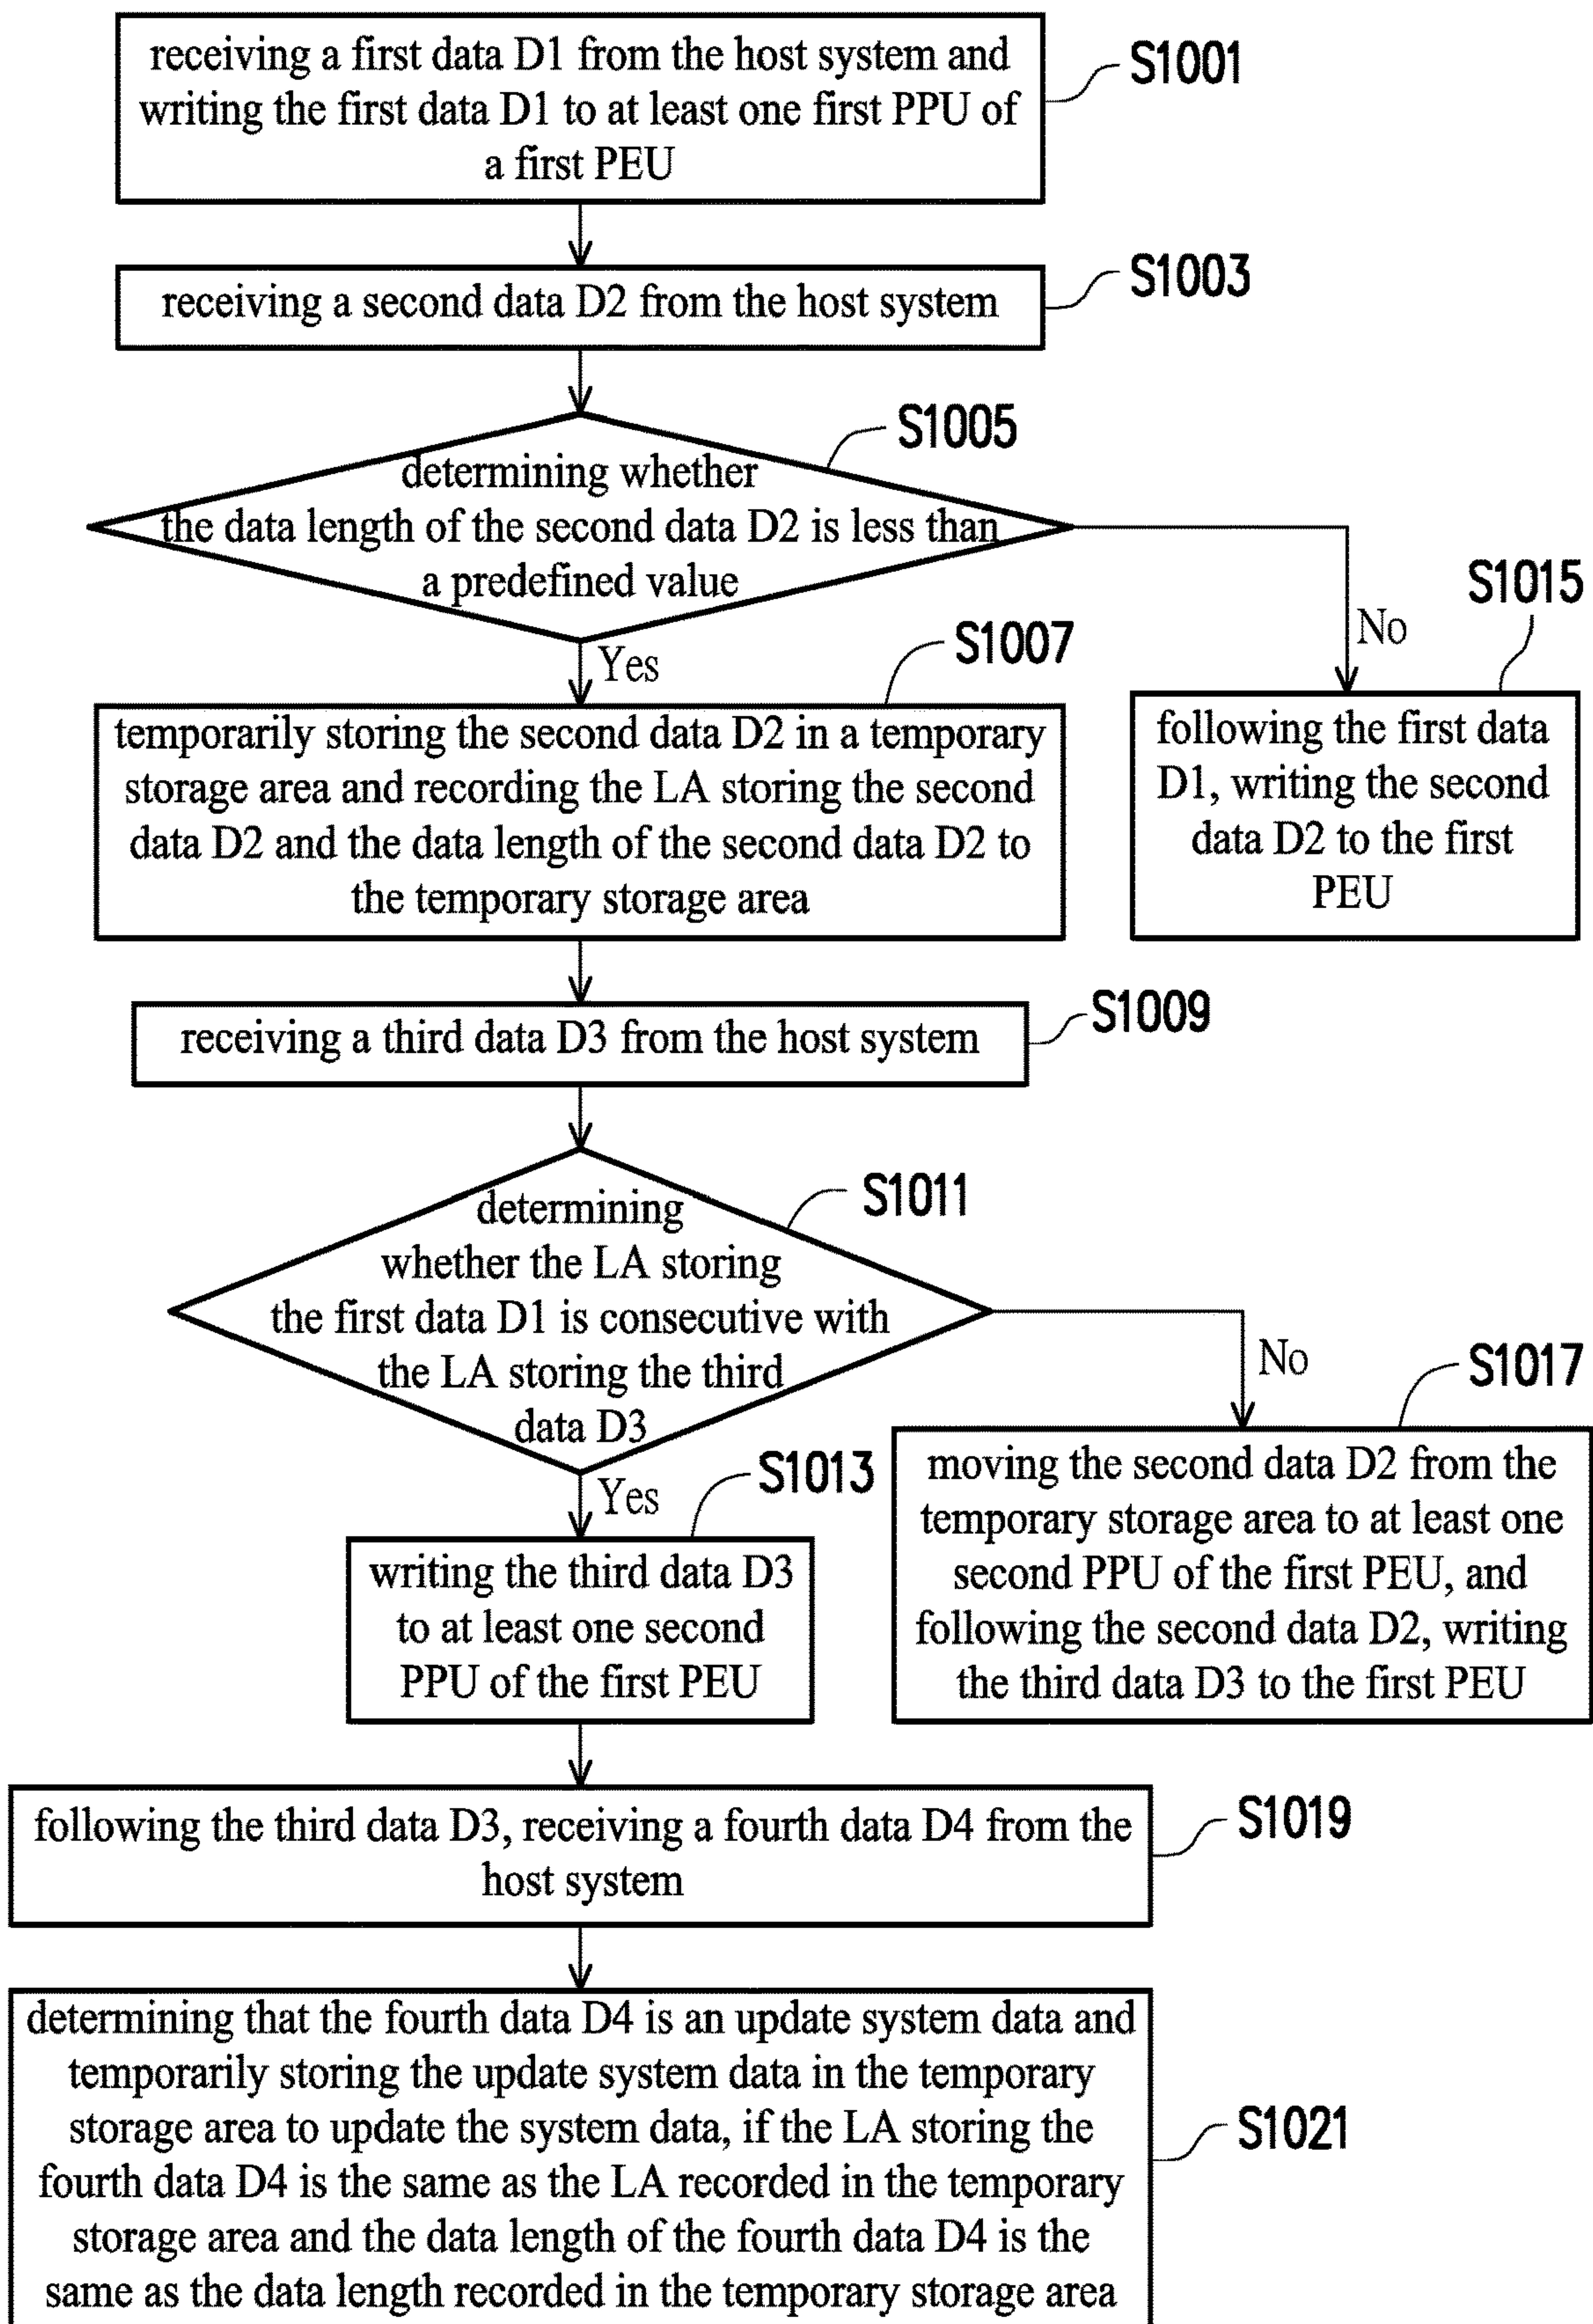 receiving a first data D1 from the host system and
writing the first data D1 to at least one first PPU of
a first PEU
S1001
receiving a second data D2 from the host system
S1003
S1005
determining whether
the data length of the second data D2 is less than
a predefined value
Yes
No
S1007
temporarily storing the second data D2 in a temporary
storage area and recording the LA storing the second
data D2 and the data length of the second data D2 to
the temporary storage area
S1015
following the first data
D1, writing the second
data D2 to the first
PEU
receiving a third data D3 from the host system
S1009
S1011
determining
whether the LA storing
the first data D1 is consecutive with
the LA storing the third
data D3
Yes
No
S1013
writing the third data D3
to at least one second
PPU of the first PEU
S1017
moving the second data D2 from the
temporary storage area to at least one
second PPU of the first PEU, and
following the second data D2, writing
the third data D3 to the first PEU
following the third data D3, receiving a fourth data D4 from the
host system
S1019
determining that the fourth data D4 is an update system data and
temporarily storing the update system data in the temporary
storage area to update the system data, if the LA storing the
fourth data D4 is the same as the LA recorded in the temporary
storage area and the data length of the fourth data D4 is the
same as the data length recorded in the temporary storage area
S1021